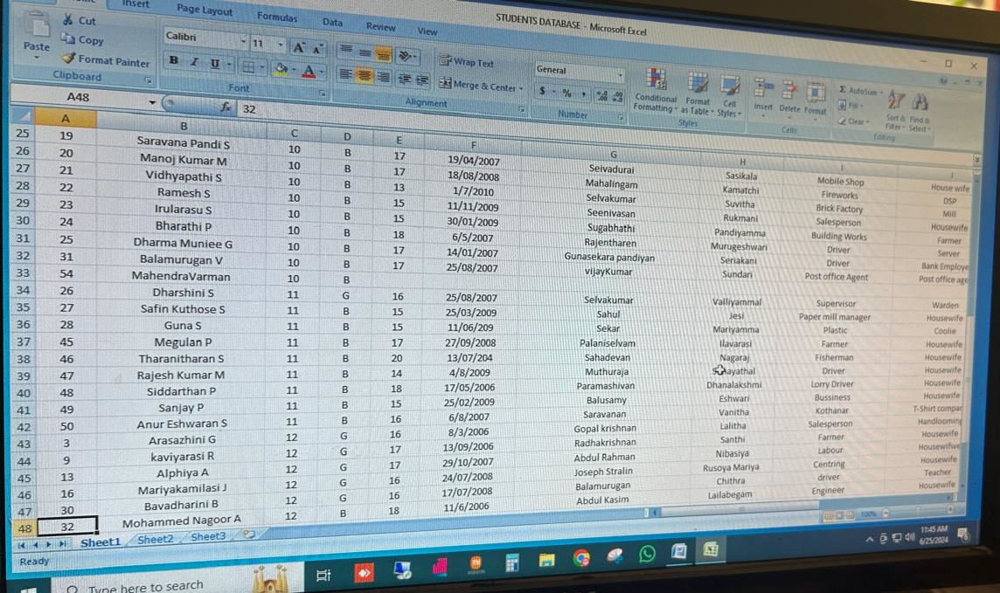 STUDENTS DATABASE - Microsoft Excel
Insert Page Layout Formulas Data Review View
Paste Cut Copy Format Painter Clipboard
Calibri 11 B I U Font
Wrap Text Merge & Center Alignment
General $ % , Number
Conditional Formatting Format as Table Cell Styles Styles
Insert Delete Format Cells
Σ AutoSum Fill Clear Sort & Filter Find & Select Editing
A48 fx 32
A B C D E F G H I J
25 19 Saravana Pandi S 10 B 17 19/04/2007 Seivadurai Sasikala Mobile Shop House wife
26 20 Manoj Kumar M 10 B 17 18/08/2008 Mahalingam Kamatchi Fireworks DSP
27 21 Vidhyapathi S 10 B 13 1/7/2010 Selvakumar Suvitha Brick Factory Mill
28 22 Ramesh S 10 B 15 11/11/2009 Seenivasan Rukmani Salesperson Housewife
29 23 Irularasu S 10 B 15 30/01/2009 Sugabhathi Pandiyamma Building Works Farmer
30 24 Bharathi P 10 B 18 6/5/2007 Rajentharen Murugeshwari Driver Server
31 25 Dharma Muniee G 10 B 17 14/01/2007 Gunasekara pandiyan Seriakani Driver Bank Employe
32 31 Balamurugan V 10 B 17 25/08/2007 vijayKumar Sundari Post office Agent Post office age
33 54 MahendraVarman 10 B
34 26 Dharshini S 11 G 16 25/08/2007 Selvakumar Valliyammal Supervisor Warden
35 27 Safin Kuthose S 11 B 15 25/03/2009 Sahul Jesi Paper mill manager Housewife
36 28 Guna S 11 B 15 11/06/209 Sekar Mariyamma Plastic Coolie
37 45 Megulan P 11 B 17 27/09/2008 Palaniselvam Ilavarasi Farmer Housewife
38 46 Tharanitharan S 11 B 20 13/07/204 Sahadevan Nagaraj Fisherman Housewife
39 47 Rajesh Kumar M 11 B 14 4/8/2009 Muthuraja Driver Housewife
40 48 Siddarthan P 11 B 18 17/05/2006 Paramashivan Dhanalakshmi Lorry Driver Housewife
41 49 Sanjay P 11 B 15 25/02/2009 Balusamy Eshwari Bussiness Housewife
42 50 Anur Eshwaran S 11 B 16 6/8/2007 Saravanan Vanitha Kothanar T-Shirt compar
43 3 Arasazhini G 12 G 16 8/3/2006 Gopal krishnan Lalitha Salesperson Handlooming
44 9 kaviyarasi R 12 G 17 13/09/2006 Radhakrishnan Santhi Farmer Housewife
45 13 Alphiya A 12 G 17 29/10/2007 Abdul Rahman Nibasiya Labour Housewifwe
46 16 Mariyakamilasi J 12 G 16 24/07/2008 Joseph Stralin Rusoya Mariya Centring Housewife
47 30 Bavadharini B 12 G 16 17/07/2008 Balamurugan Chithra driver Teacher
48 32 Mohammed Nagoor A 12 B 18 11/6/2006 Abdul Kasim Lailabegam Engineer Housewife
Sheet1 Sheet2 Sheet3
Ready 100%
Type here to search
11:45 AM
6/25/2024